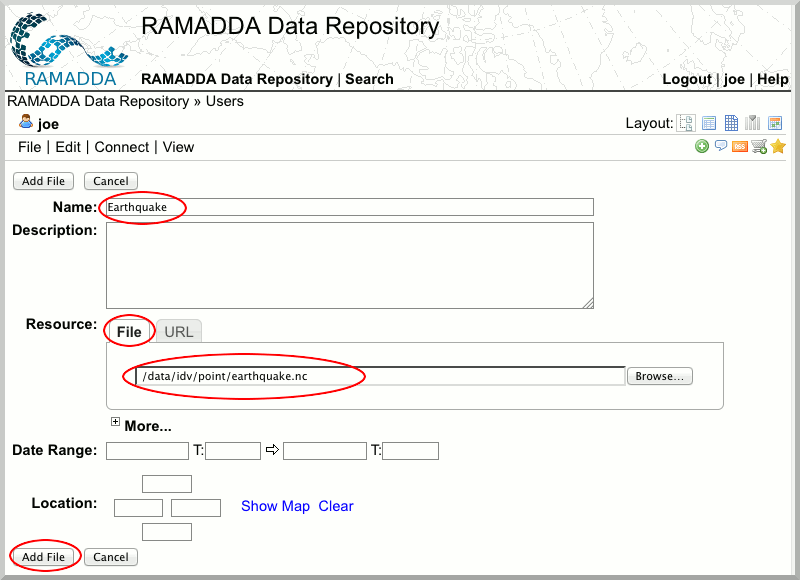 RAMADDA Data Repository
RAMADDA
RAMADDA Data Repository | Search
Logout | joe | Help
RAMADDA Data Repository » Users
joe
Layout:
File | Edit | Connect | View
RSS
Add File
Cancel
Name: Earthquake
Description:
Resource: File URL
/data/idv/point/earthquake.nc Browse...
More...
Date Range: T: T:
Location: Show Map Clear
Add File Cancel